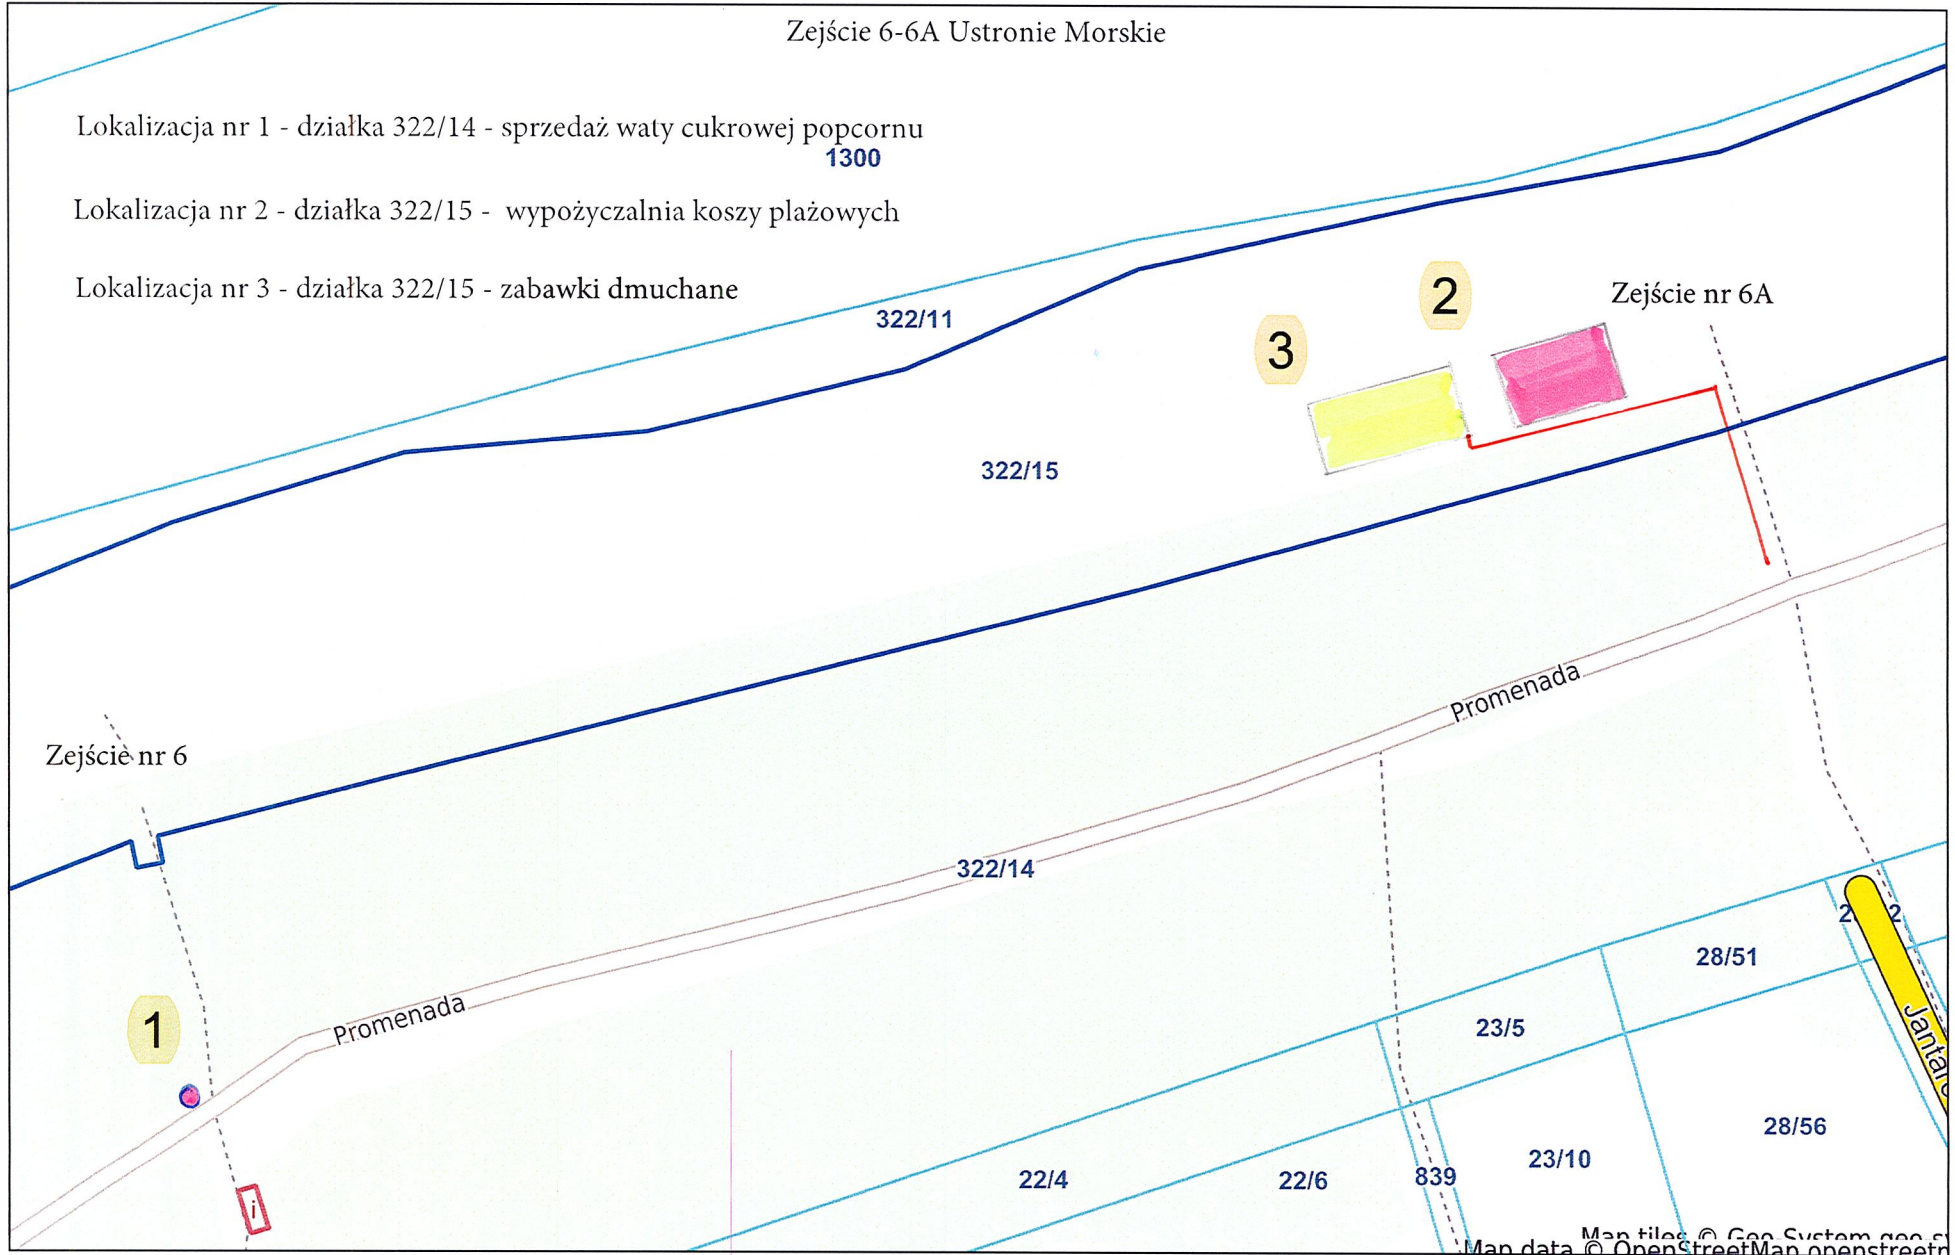 Zejście 6-6A Ustronie Morskie
Lokalizacja nr 1 - działka 322/14 - sprzedaż waty cukrowej popcornu
1300
Lokalizacja nr 2 - działka 322/15 - wypożyczalnia koszy plażowych
Lokalizacja nr 3 - działka 322/15 - zabawki dmuchane
322/11
2
Zejście nr 6A
3
322/15
Promenada
Zejście nr 6
322/14
28/51
Promenada
1
23/5
Jantar
28/56
22/4
22/6
839
23/10
i
Map tiles © Geo-System
Map data © OpenStreetMap